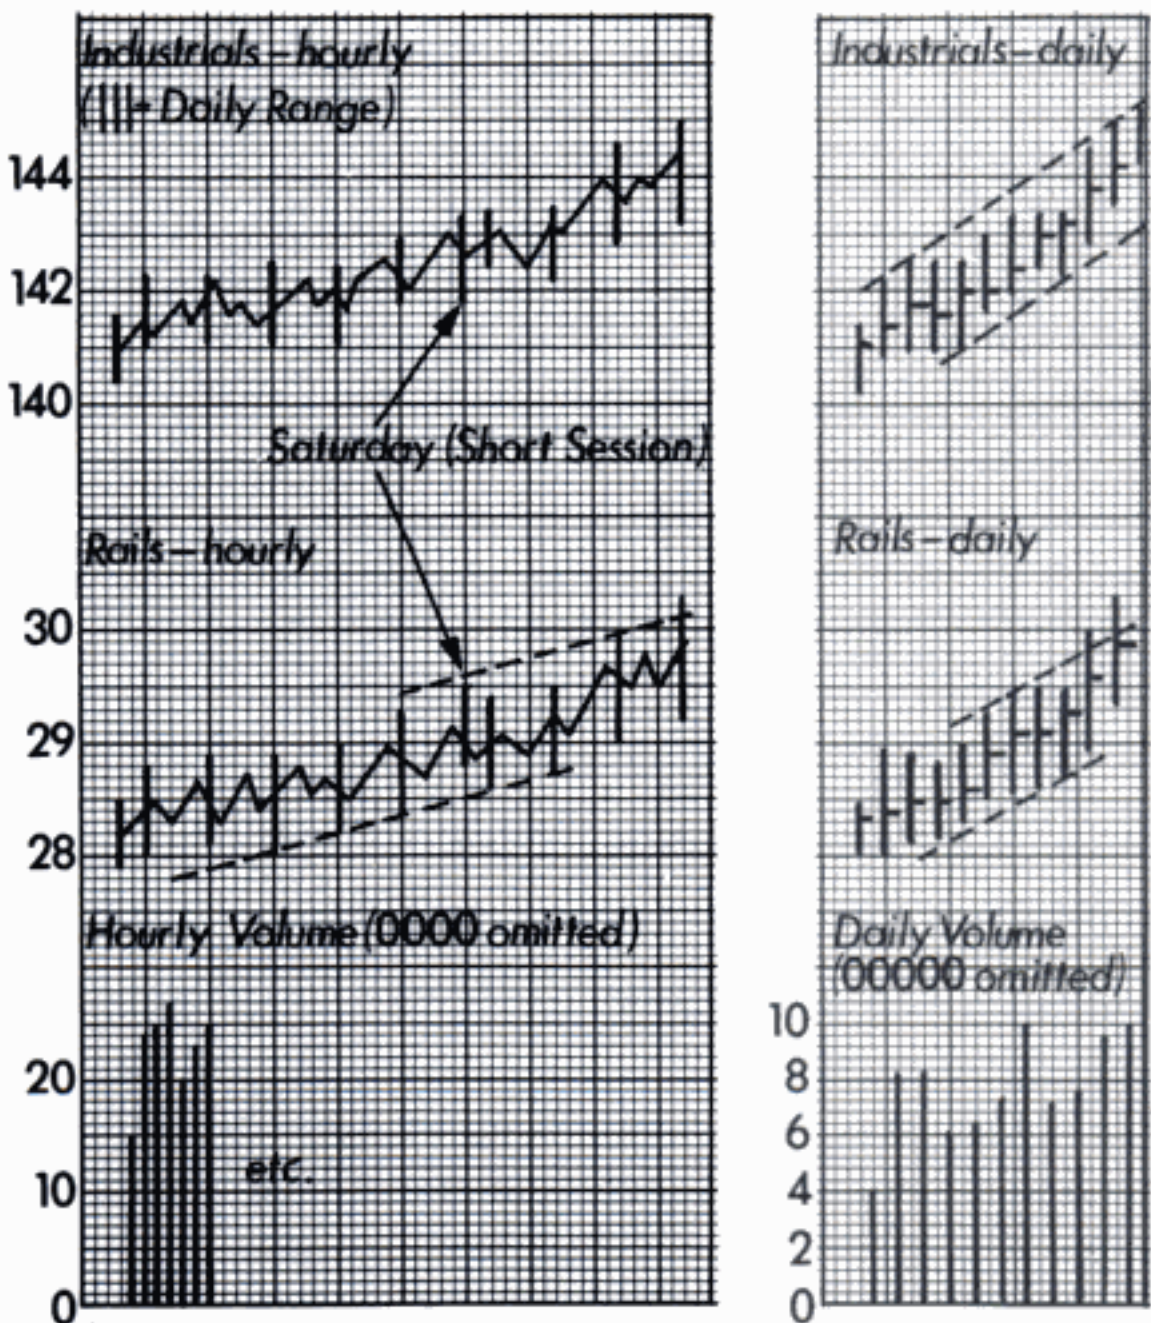 Industrials – hourly
(||| + Daily Range)
144
142
140
Saturday (Short Session)
Rails – hourly
30
29
28
Hourly Volume (0000 omitted)
20
10
0
etc.
Industrials – daily
Rails – daily
Daily Volume
(00000 omitted)
10
8
6
4
2
0